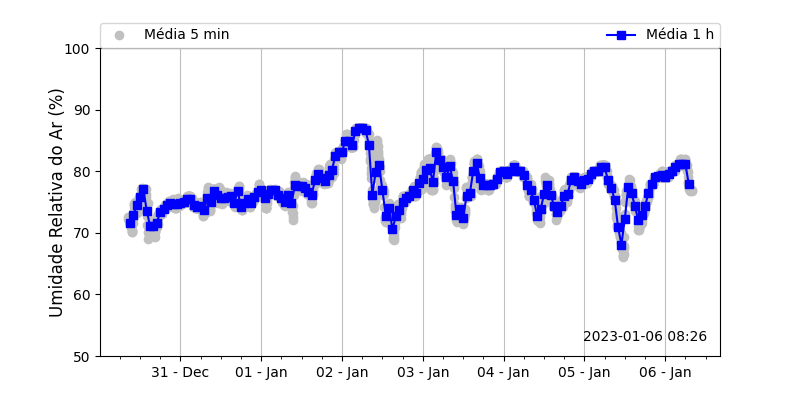 Média 5 min
Média 1 h
100
90
80
70
60
50
Umidade Relativa do Ar (%)
2023-01-06 08:26
31 - Dec
01 - Jan
02 - Jan
03 - Jan
04 - Jan
05 - Jan
06 - Jan